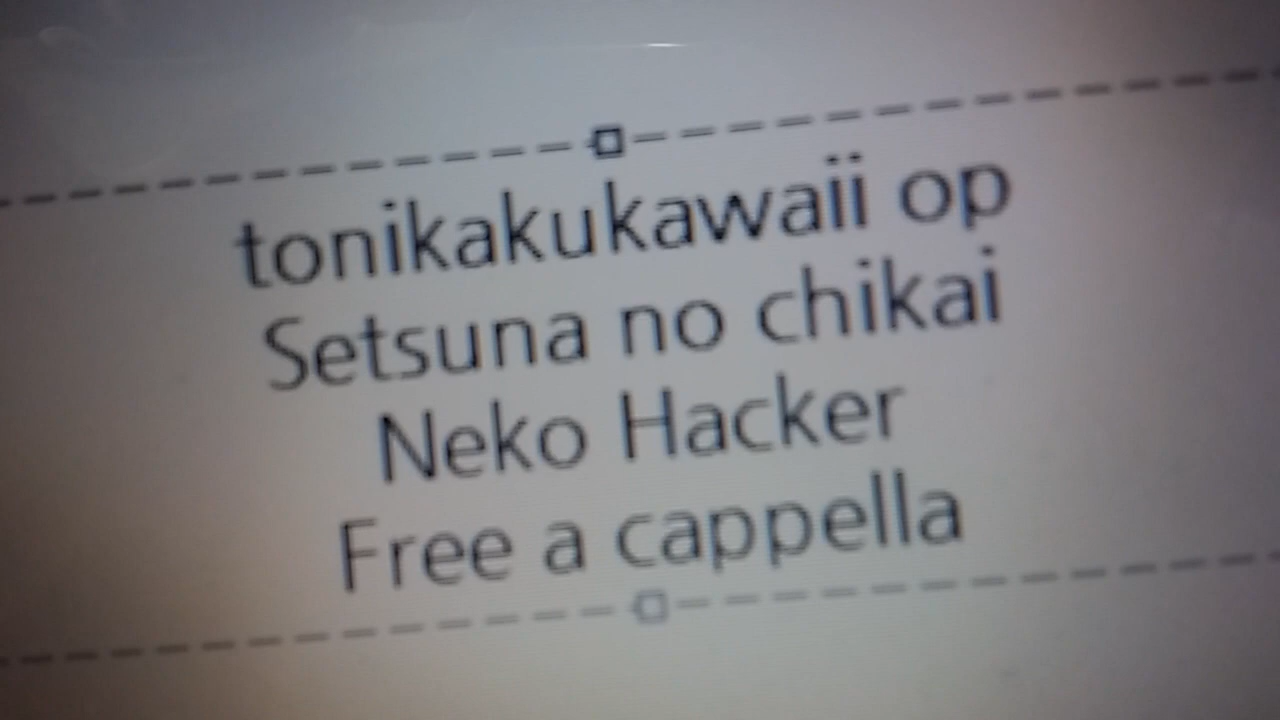 tonikakukawaii op
Setsuna no chikai
Neko Hacker
Free a cappella